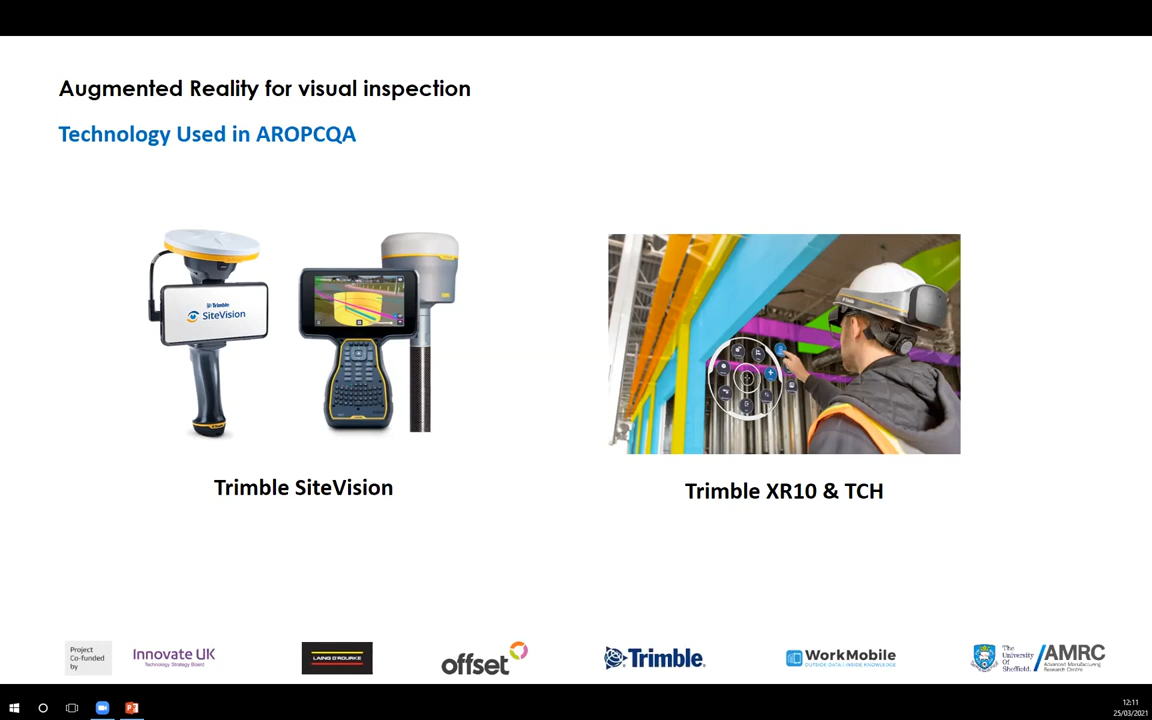 Augmented Reality for visual inspection
Technology Used in AROPCQA
Trimble
SiteVision
Trimble SiteVision
Trimble XR10 & TCH
Project
Co-funded
by
Innovate UK
Technology Strategy Board
LAING O'ROURKE
offset
Trimble
WorkMobile
OUTSIDE DATA | INSIDE KNOWLEDGE
The
University
Of
Sheffield.
AMRC
Advanced Manufacturing
Research Centre
12:11
25/03/2021